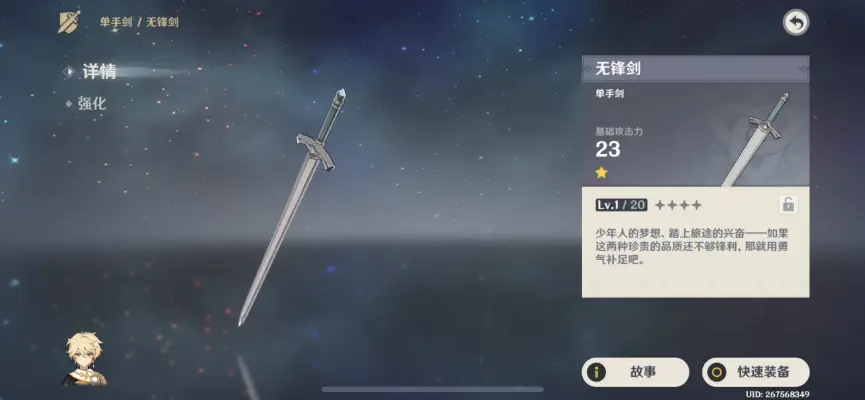 单手剑 / 无锋剑
详情
强化
无锋剑
单手剑
基础攻击力
23
Lv.1 / 20
少年人的梦想、踏上旅途的兴奋——如果
这两种珍贵的品质还不够锋利，那就用勇
气补足吧。
故事
快速装备
UID: 267568349